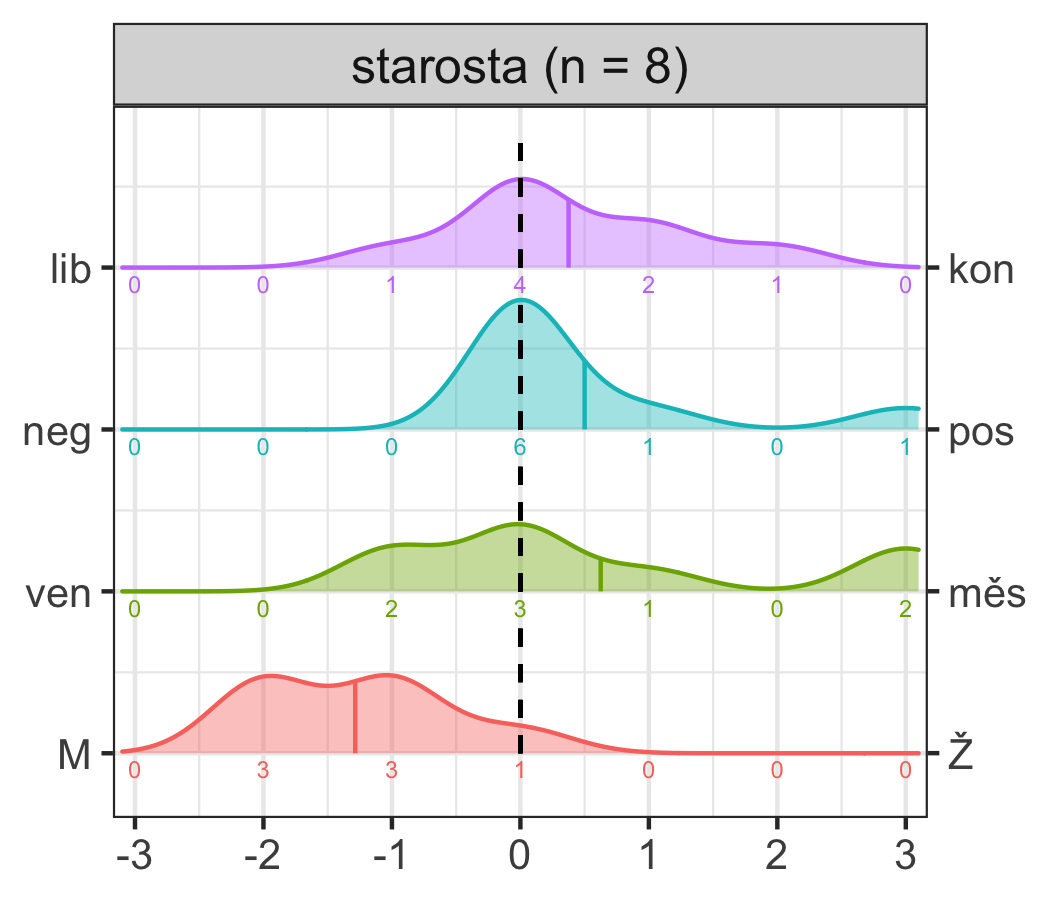 starosta (n = 8)
lib kon
0 0 1 4 2 1 0
neg pos
0 0 0 6 1 0 1
ven měs
0 0 2 3 1 0 2
M Ž
0 3 3 1 0 0 0
-3 -2 -1 0 1 2 3